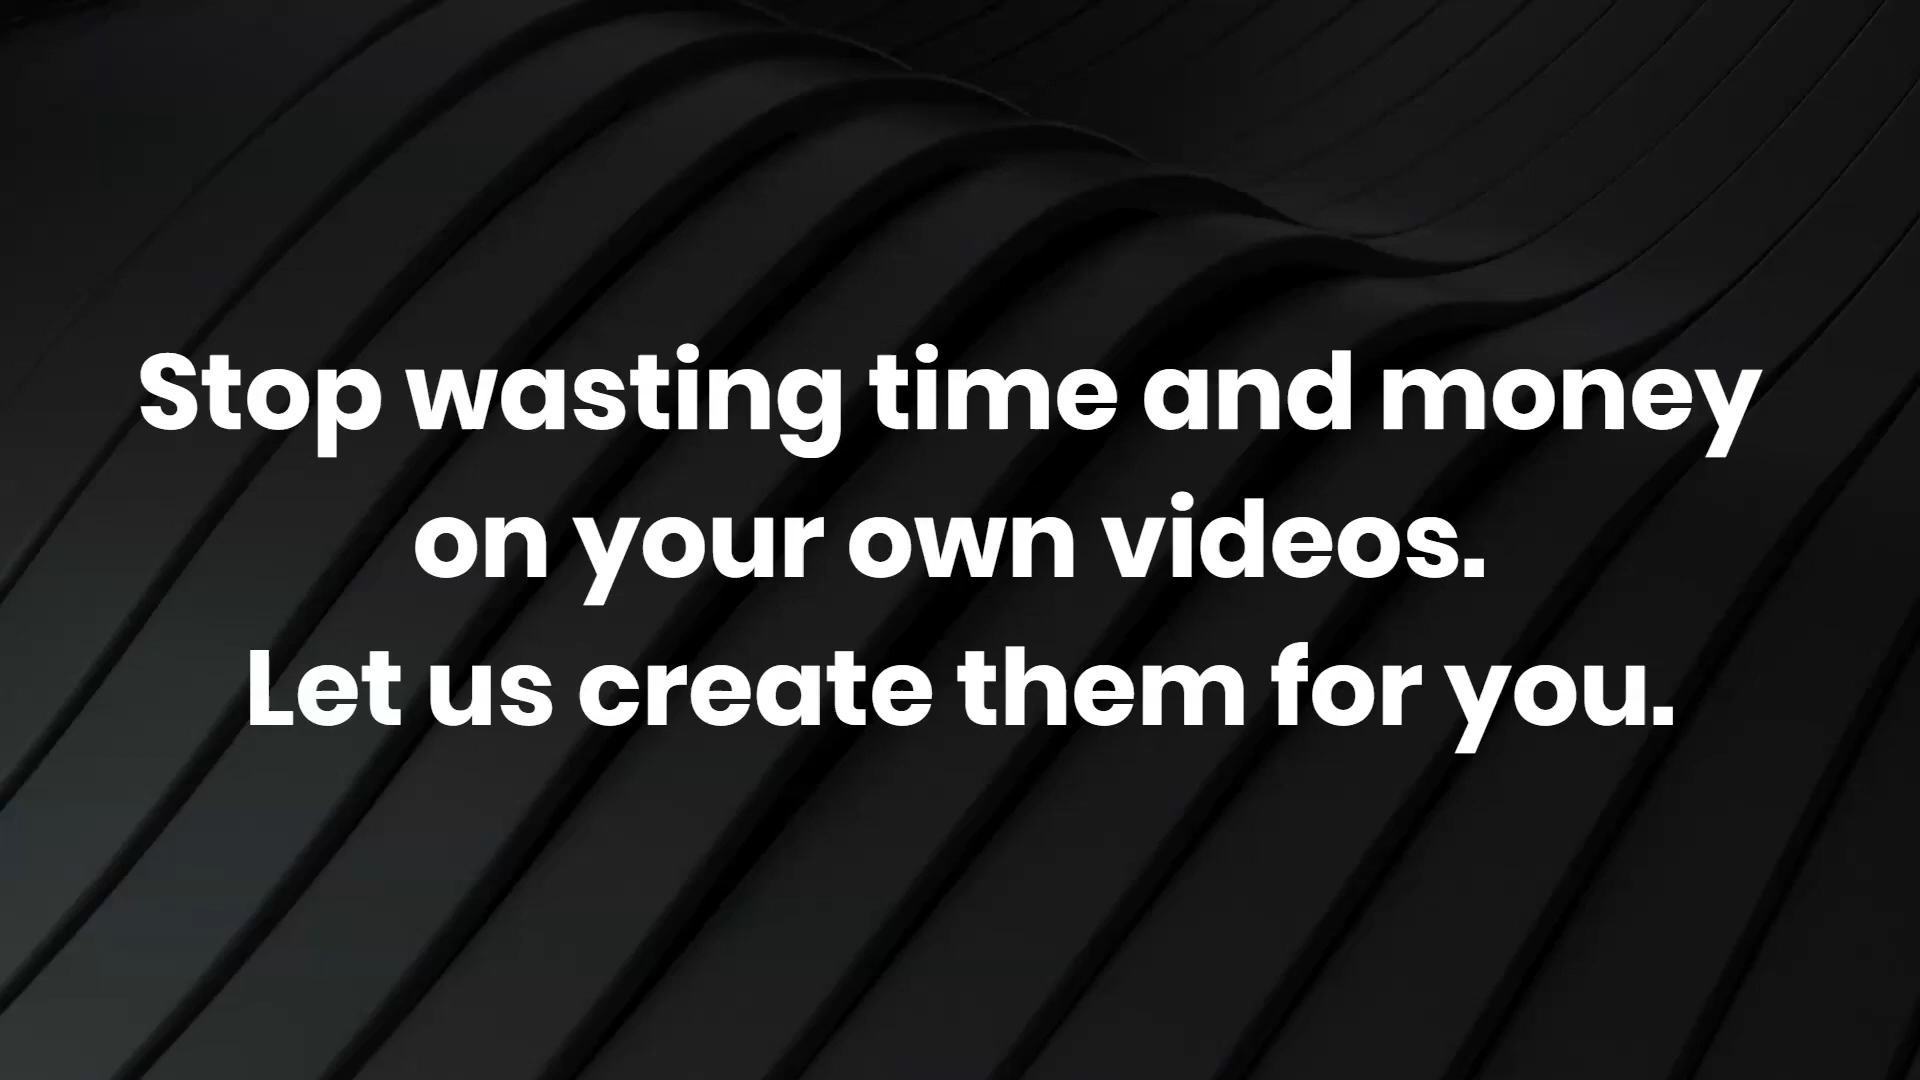 Stop wasting time and money
on your own videos.
Let us create them for you.